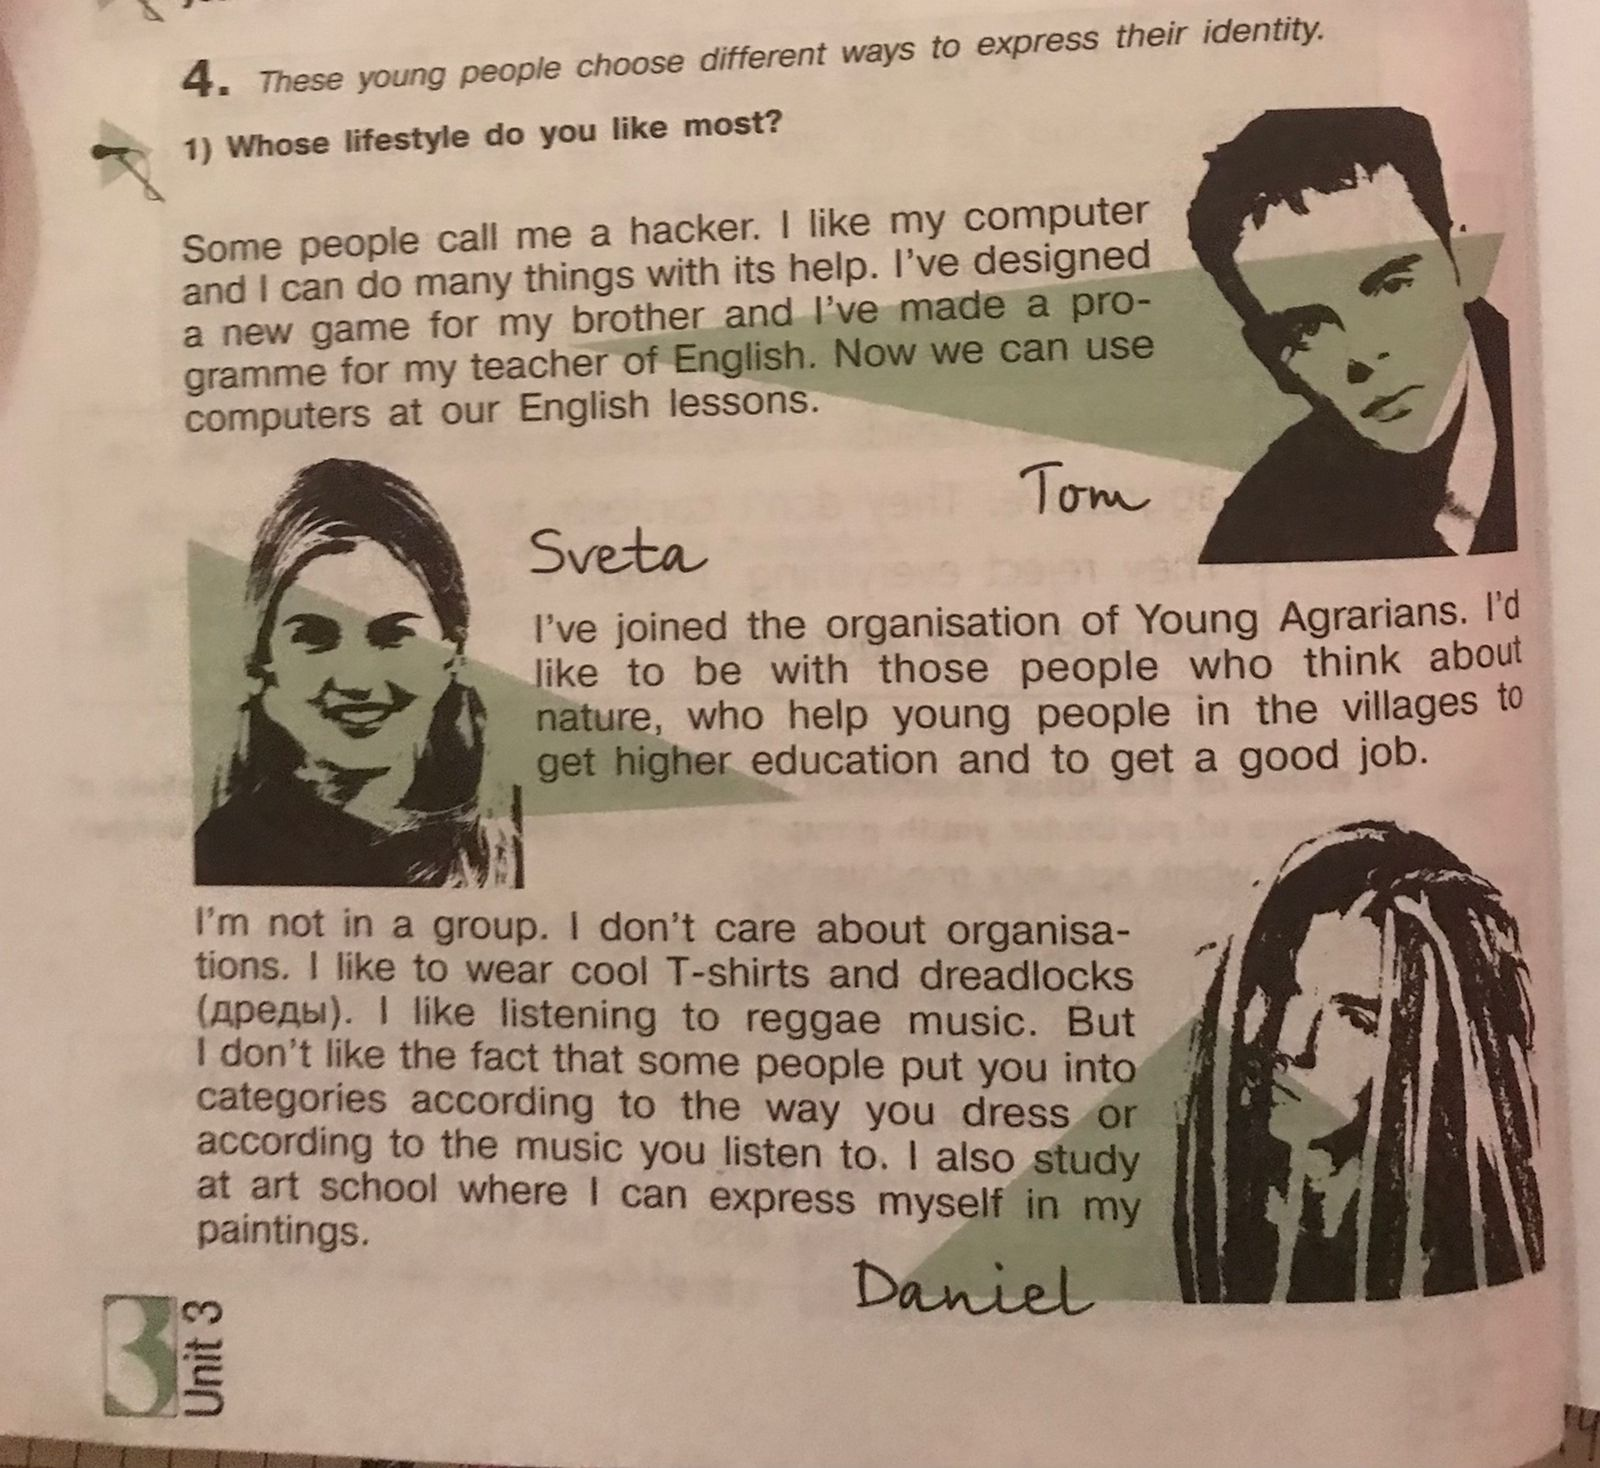 4. These young people choose different ways to express their identity.
1) Whose lifestyle do you like most?
Some people call me a hacker. I like my computer
and I can do many things with its help. I've designed
a new game for my brother and I've made a pro-
gramme for my teacher of English. Now we can use
computers at our English lessons.
Tom
Sveta
I've joined the organisation of Young Agrarians. I'd
like to be with those people who think about
nature, who help young people in the villages to
get higher education and to get a good job.
I'm not in a group. I don't care about organisa-
tions. I like to wear cool T-shirts and dreadlocks
(дреды). I like listening to reggae music. But
I don't like the fact that some people put you into
categories according to the way you dress or
according to the music you listen to. I also study
at art school where I can express myself in my
paintings.
Daniel
3
Unit 3